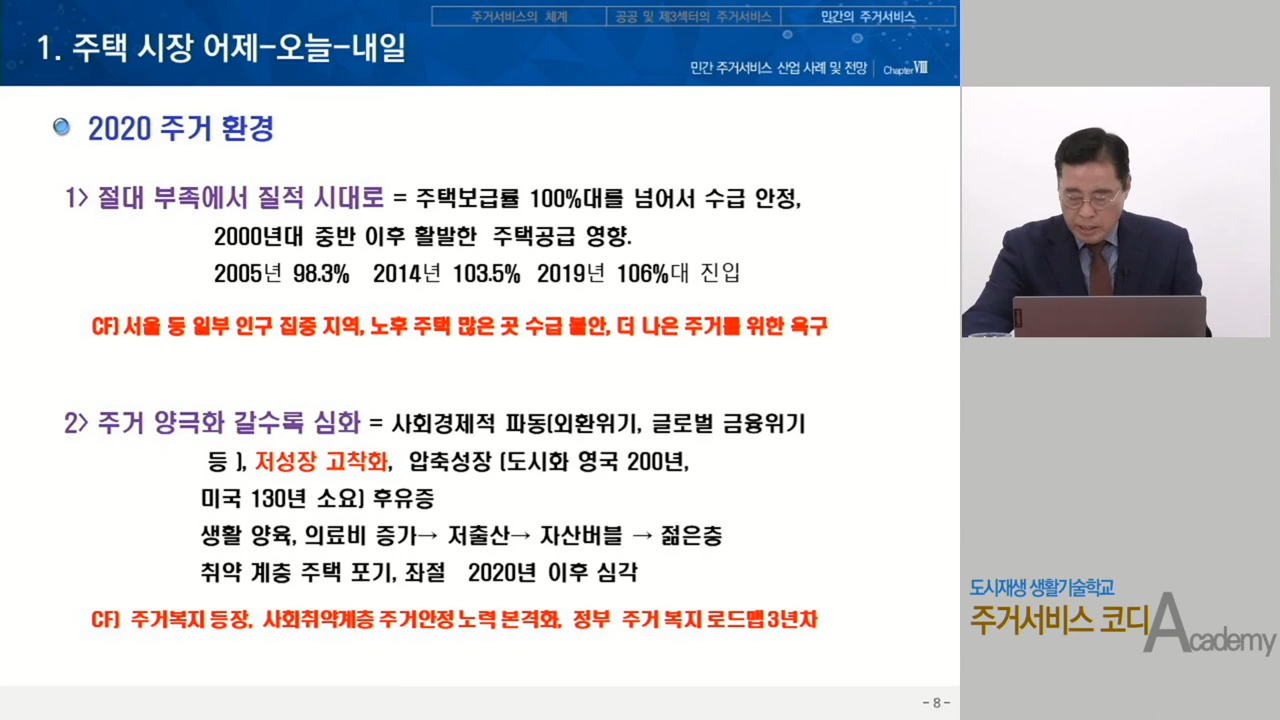 주거서비스의 체계
공공 및 제3섹터의 주거서비스
민간의 주거서비스
1. 주택 시장 어제-오늘-내일
민간 주거서비스 산업 사례 및 전망 | Chapter Ⅷ
2020 주거 환경
1> 절대 부족에서 질적 시대로 = 주택보급률 100%대를 넘어서 수급 안정,
2000년대 중반 이후 활발한 주택공급 영향.
2005년 98.3% 2014년 103.5% 2019년 106%대 진입
CF) 서울 등 일부 인구 집중 지역, 노후 주택 많은 곳 수급 불안, 더 나은 주거를 위한 욕구
2> 주거 양극화 갈수록 심화 = 사회경제적 파동(외환위기, 글로벌 금융위기
등 ), 저성장 고착화, 압축성장 (도시화 영국 200년,
미국 130년 소요) 후유증
생활 양육, 의료비 증가→ 저출산→ 자산버블 → 젊은층
취약 계층 주택 포기, 좌절 2020년 이후 심각
CF) 주거복지 등장, 사회취약계층 주거안정 노력 본격화, 정부 주거 복지 로드맵 3년차
- 8 -
도시재생 생활기술학교
주거서비스 코디 Academy